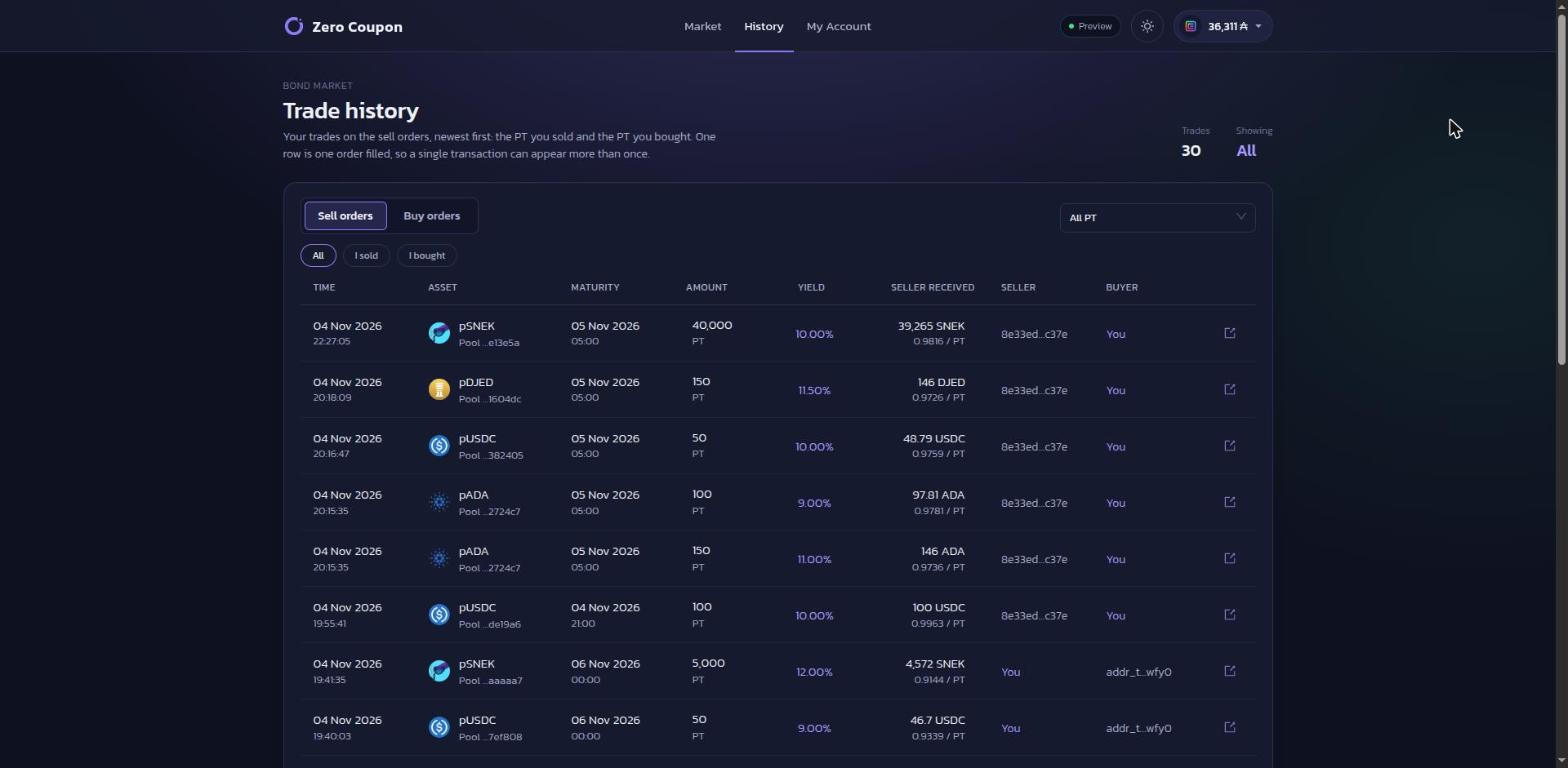 Zero Coupon
Market History My Account
Preview
36,311 ₳
BOND MARKET
Trade history
Your trades on the sell orders, newest first: the PT you sold and the PT you bought. One
row is one order filled, so a single transaction can appear more than once.
Trades Showing
30 All
Sell orders Buy orders
All PT
All I sold I bought
TIME ASSET MATURITY AMOUNT YIELD SELLER RECEIVED SELLER BUYER
04 Nov 2026 pSNEK 05 Nov 2026 40,000 10.00% 39,265 SNEK 8e33ed...c37e You
22:27:05 Pool ...e13e5a 05:00 PT 0.9816 / PT
04 Nov 2026 pDJED 05 Nov 2026 150 11.50% 146 DJED 8e33ed...c37e You
20:18:09 Pool ...1604dc 05:00 PT 0.9726 / PT
04 Nov 2026 pUSDC 05 Nov 2026 50 10.00% 48.79 USDC 8e33ed...c37e You
20:16:47 Pool ...382405 05:00 PT 0.9759 / PT
04 Nov 2026 pADA 05 Nov 2026 100 9.00% 97.81 ADA 8e33ed...c37e You
20:15:35 Pool ...2724c7 05:00 PT 0.9781 / PT
04 Nov 2026 pADA 05 Nov 2026 150 11.00% 146 ADA 8e33ed...c37e You
20:15:35 Pool ...2724c7 05:00 PT 0.9736 / PT
04 Nov 2026 pUSDC 04 Nov 2026 100 10.00% 100 USDC 8e33ed...c37e You
19:55:41 Pool ...de19a6 21:00 PT 0.9963 / PT
04 Nov 2026 pSNEK 06 Nov 2026 5,000 12.00% 4,572 SNEK You addr_t...wfy0
19:41:35 Pool ...aaaaa7 00:00 PT 0.9144 / PT
04 Nov 2026 pUSDC 06 Nov 2026 50 9.00% 46.7 USDC You addr_t...wfy0
19:40:03 Pool ...7ef808 00:00 PT 0.9339 / PT